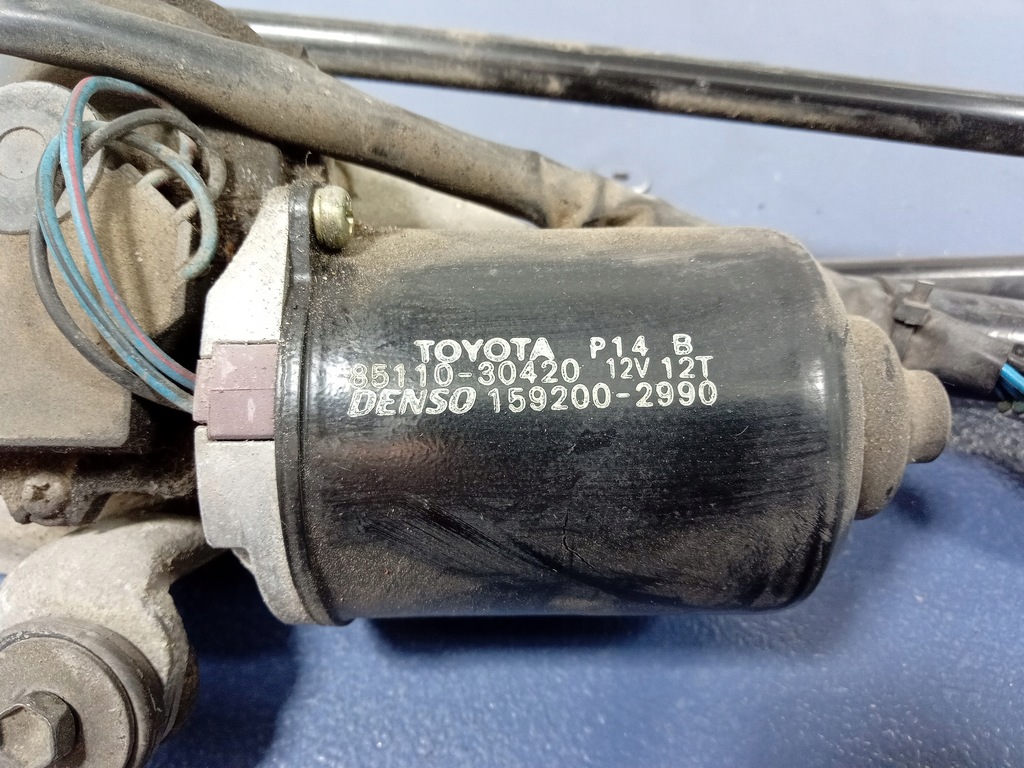 TOYOTA P14 B
85110-30420 12V 12T
DENSO 159200-2990